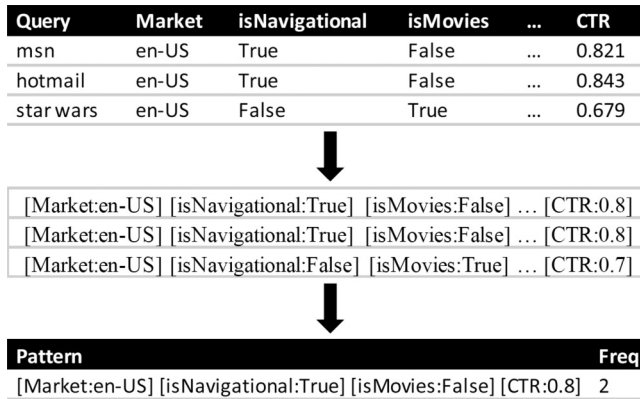 Query Market isNavigational isMovies ... CTR
msn en-US True False ... 0.821
hotmail en-US True False ... 0.843
star wars en-US False True ... 0.679
[Market:en-US] [isNavigational:True] [isMovies:False] … [CTR:0.8]
[Market:en-US] [isNavigational:True] [isMovies:False] … [CTR:0.8]
[Market:en-US] [isNavigational:False] [isMovies:True] … [CTR:0.7]
Pattern Freq
[Market:en-US] [isNavigational:True] [isMovies:False] [CTR:0.8] 2